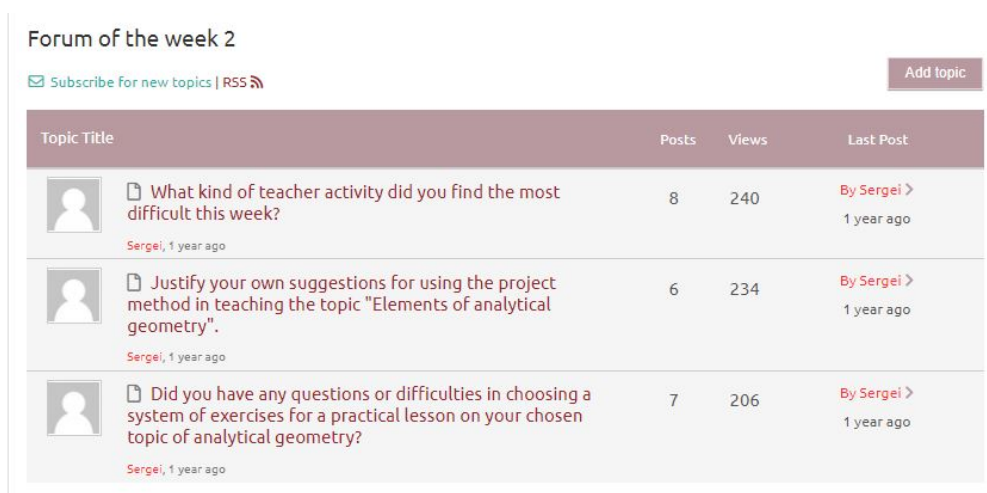 Forum of the week 2
Subscribe for new topics | RSS
Add topic
Topic Title Posts Views Last Post
What kind of teacher activity did you find the most
difficult this week?
Sergei, 1 year ago
8 240 By Sergei
1 year ago
Justify your own suggestions for using the project
method in teaching the topic "Elements of analytical
geometry".
Sergei, 1 year ago
6 234 By Sergei
1 year ago
Did you have any questions or difficulties in choosing a
system of exercises for a practical lesson on your chosen
topic of analytical geometry?
Sergei, 1 year ago
7 206 By Sergei
1 year ago